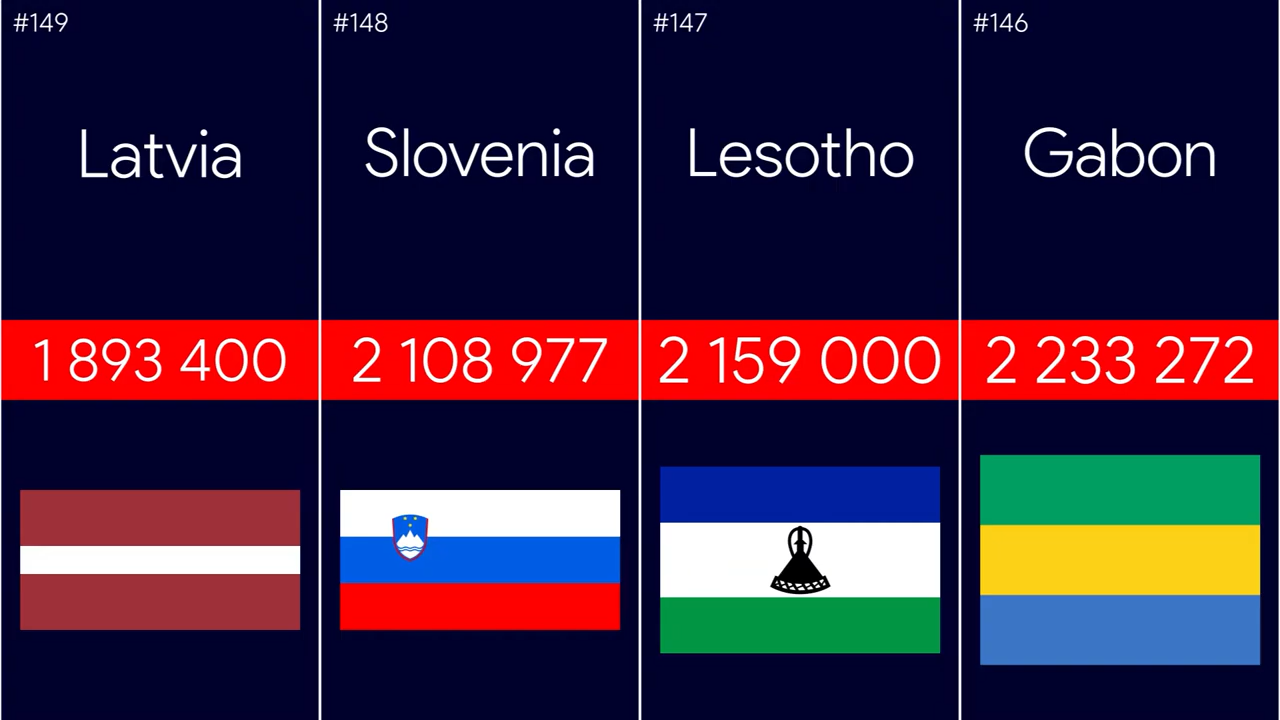 #149
Latvia
1 893 400
#148
Slovenia
2 108 977
#147
Lesotho
2 159 000
#146
Gabon
2 233 272